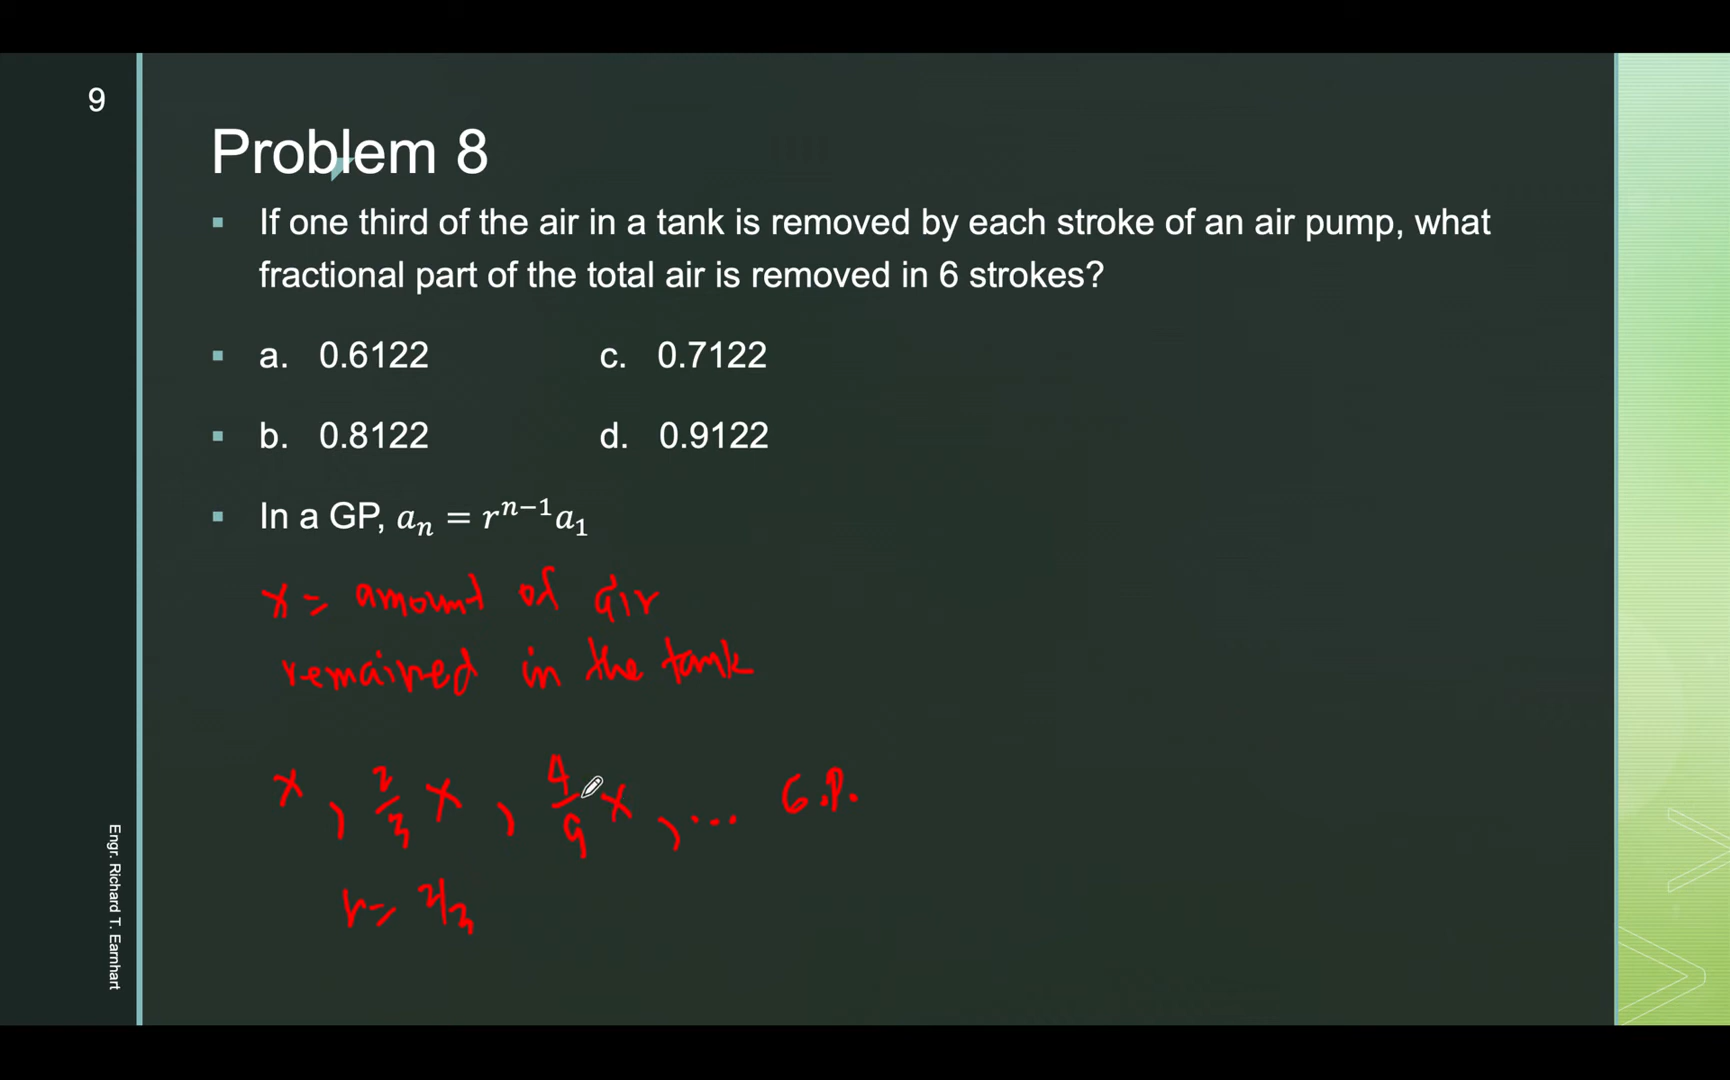 9
Problem 8
If one third of the air in a tank is removed by each stroke of an air pump, what
fractional part of the total air is removed in 6 strokes?
a. 0.6122 c. 0.7122
b. 0.8122 d. 0.9122
In a GP, aₙ = rⁿ⁻¹a₁
x = amount of air
remained in the tank
x , 2/3 x , 4/9 x , ... G.P.
r = 2/3
Engr. Richard T. Earnhart